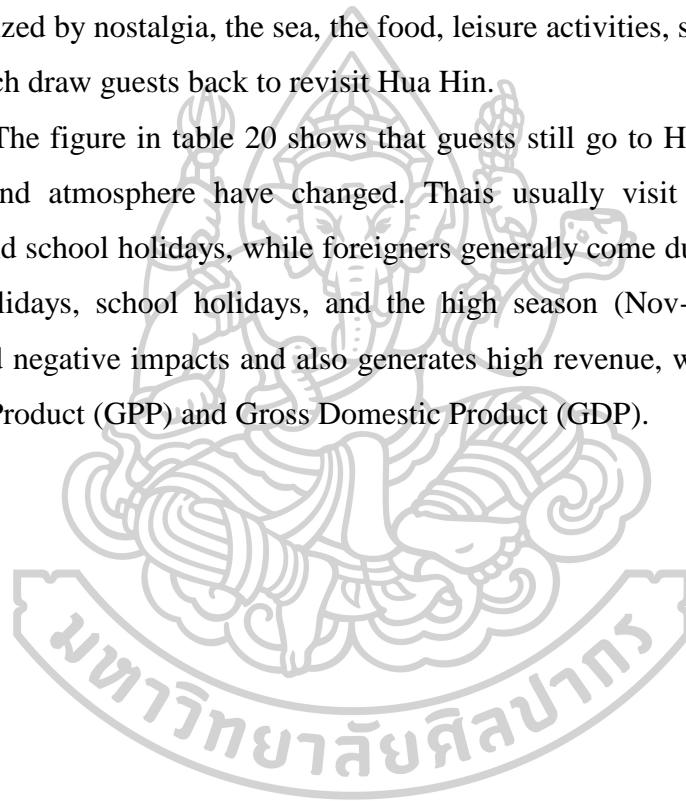 ized by nostalgia, the sea, the food, leisure activities, s
ch draw guests back to revisit Hua Hin.
The figure in table 20 shows that guests still go to H
nd atmosphere have changed. Thais usually visit
d school holidays, while foreigners generally come du
lidays, school holidays, and the high season (Nov-
d negative impacts and also generates high revenue, w
Product (GPP) and Gross Domestic Product (GDP).
มหาวิทยาลัยศิลปากร